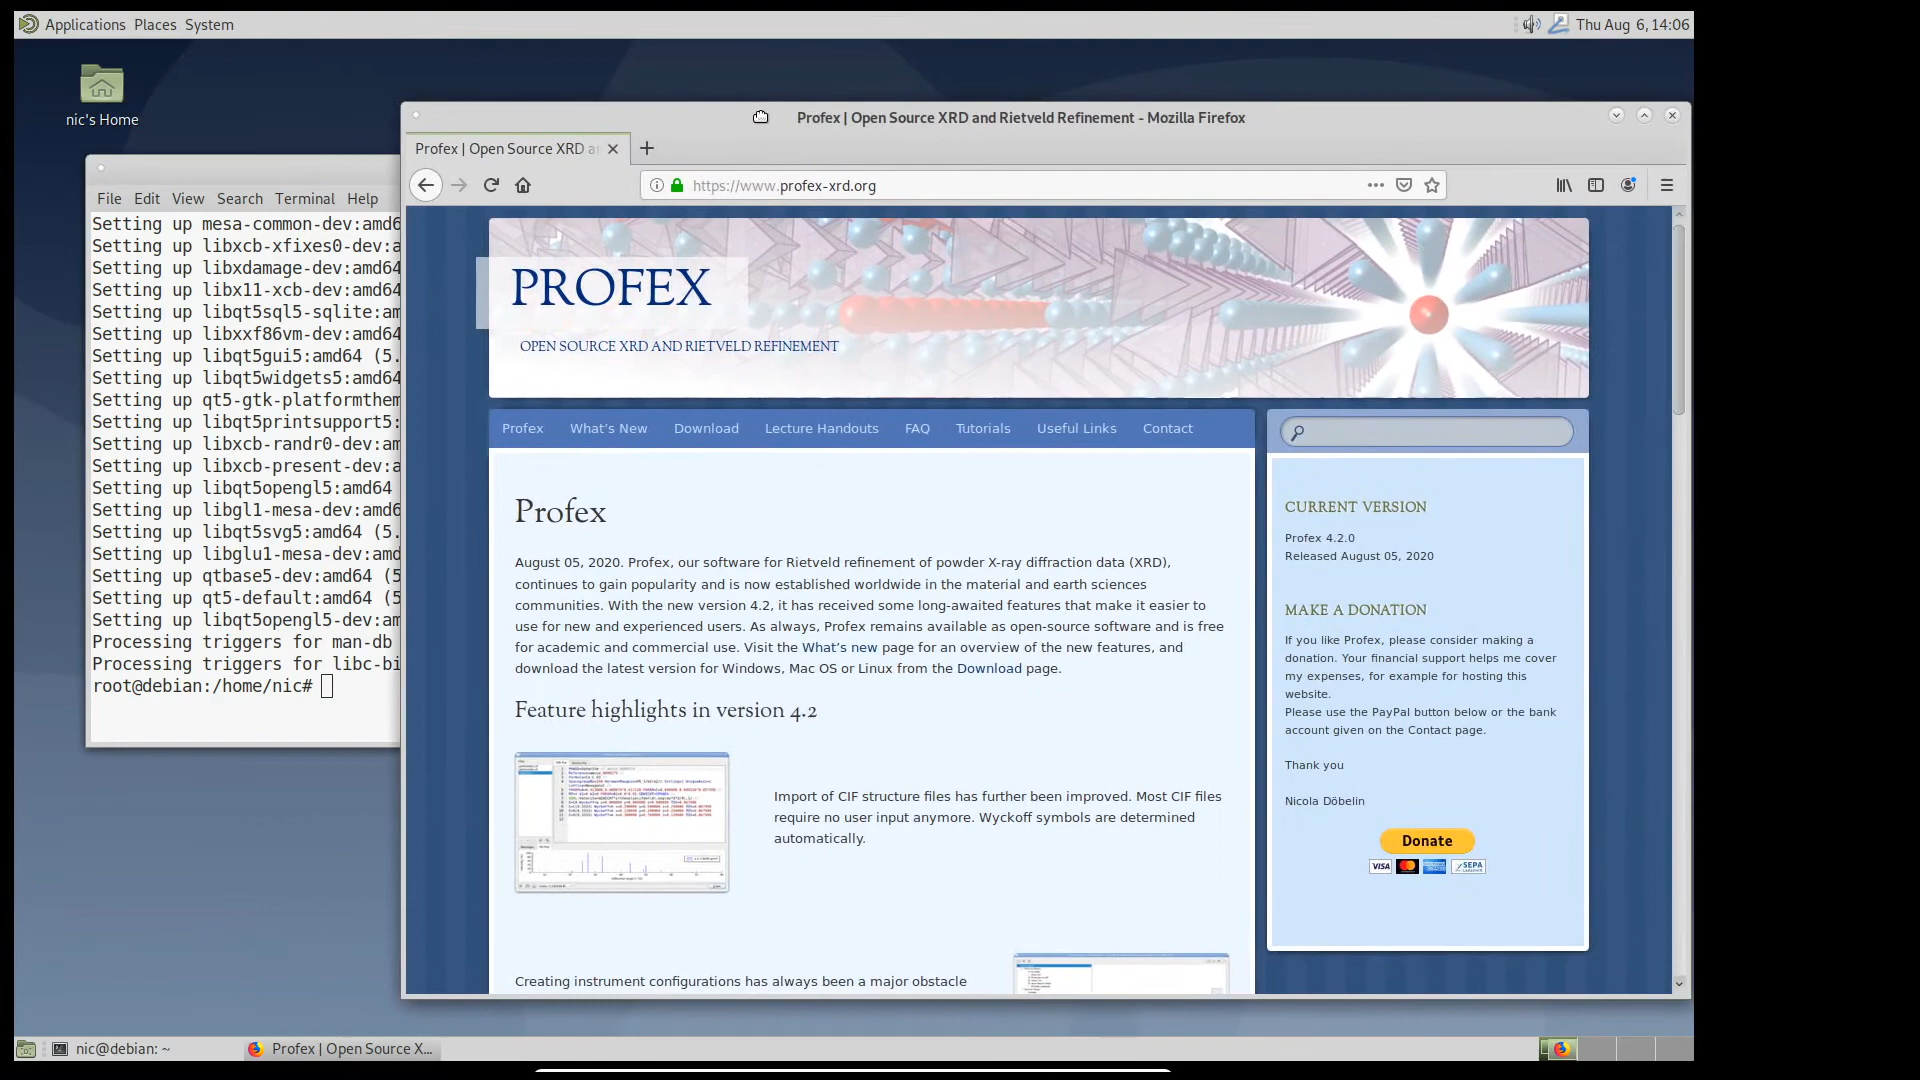 Applications Places System
Thu Aug 6, 14:06
nic's Home
File Edit View Search Terminal Help
Setting up mesa-common-dev:amd6
Setting up libxcb-xfixes0-dev:a
Setting up libxdamage-dev:amd64
Setting up libx11-xcb-dev:amd64
Setting up libqt5sql5-sqlite:am
Setting up libxxf86vm-dev:amd64
Setting up libqt5gui5:amd64 (5.
Setting up libqt5widgets5:amd64
Setting up qt5-gtk-platformthem
Setting up libqt5printsupport5:
Setting up libxcb-randr0-dev:am
Setting up libxcb-present-dev:a
Setting up libqt5opengl5:amd64
Setting up libgl1-mesa-dev:amd6
Setting up libqt5svg5:amd64 (5.
Setting up libglu1-mesa-dev:amd
Setting up qtbase5-dev:amd64 (5
Setting up qt5-default:amd64 (5
Setting up libqt5opengl5-dev:am
Processing triggers for man-db
Processing triggers for libc-bi
root@debian:/home/nic#
Profex | Open Source XRD and Rietveld Refinement - Mozilla Firefox
Profex | Open Source XRD a
https://www.profex-xrd.org
PROFEX
OPEN SOURCE XRD AND RIETVELD REFINEMENT
Profex What's New Download Lecture Handouts FAQ Tutorials Useful Links Contact
Profex
August 05, 2020. Profex, our software for Rietveld refinement of powder X-ray diffraction data (XRD),
continues to gain popularity and is now established worldwide in the material and earth sciences
communities. With the new version 4.2, it has received some long-awaited features that make it easier to
use for new and experienced users. As always, Profex remains available as open-source software and is free
for academic and commercial use. Visit the What's new page for an overview of the new features, and
download the latest version for Windows, Mac OS or Linux from the Download page.
Feature highlights in version 4.2
Import of CIF structure files has further been improved. Most CIF files
require no user input anymore. Wyckoff symbols are determined
automatically.
Creating instrument configurations has always been a major obstacle
CURRENT VERSION
Profex 4.2.0
Released August 05, 2020
MAKE A DONATION
If you like Profex, please consider making a
donation. Your financial support helps me cover
my expenses, for example for hosting this
website.
Please use the PayPal button below or the bank
account given on the Contact page.
Thank you
Nicola Döbelin
Donate
VISA
SEPA
nic@debian: ~
Profex | Open Source X...